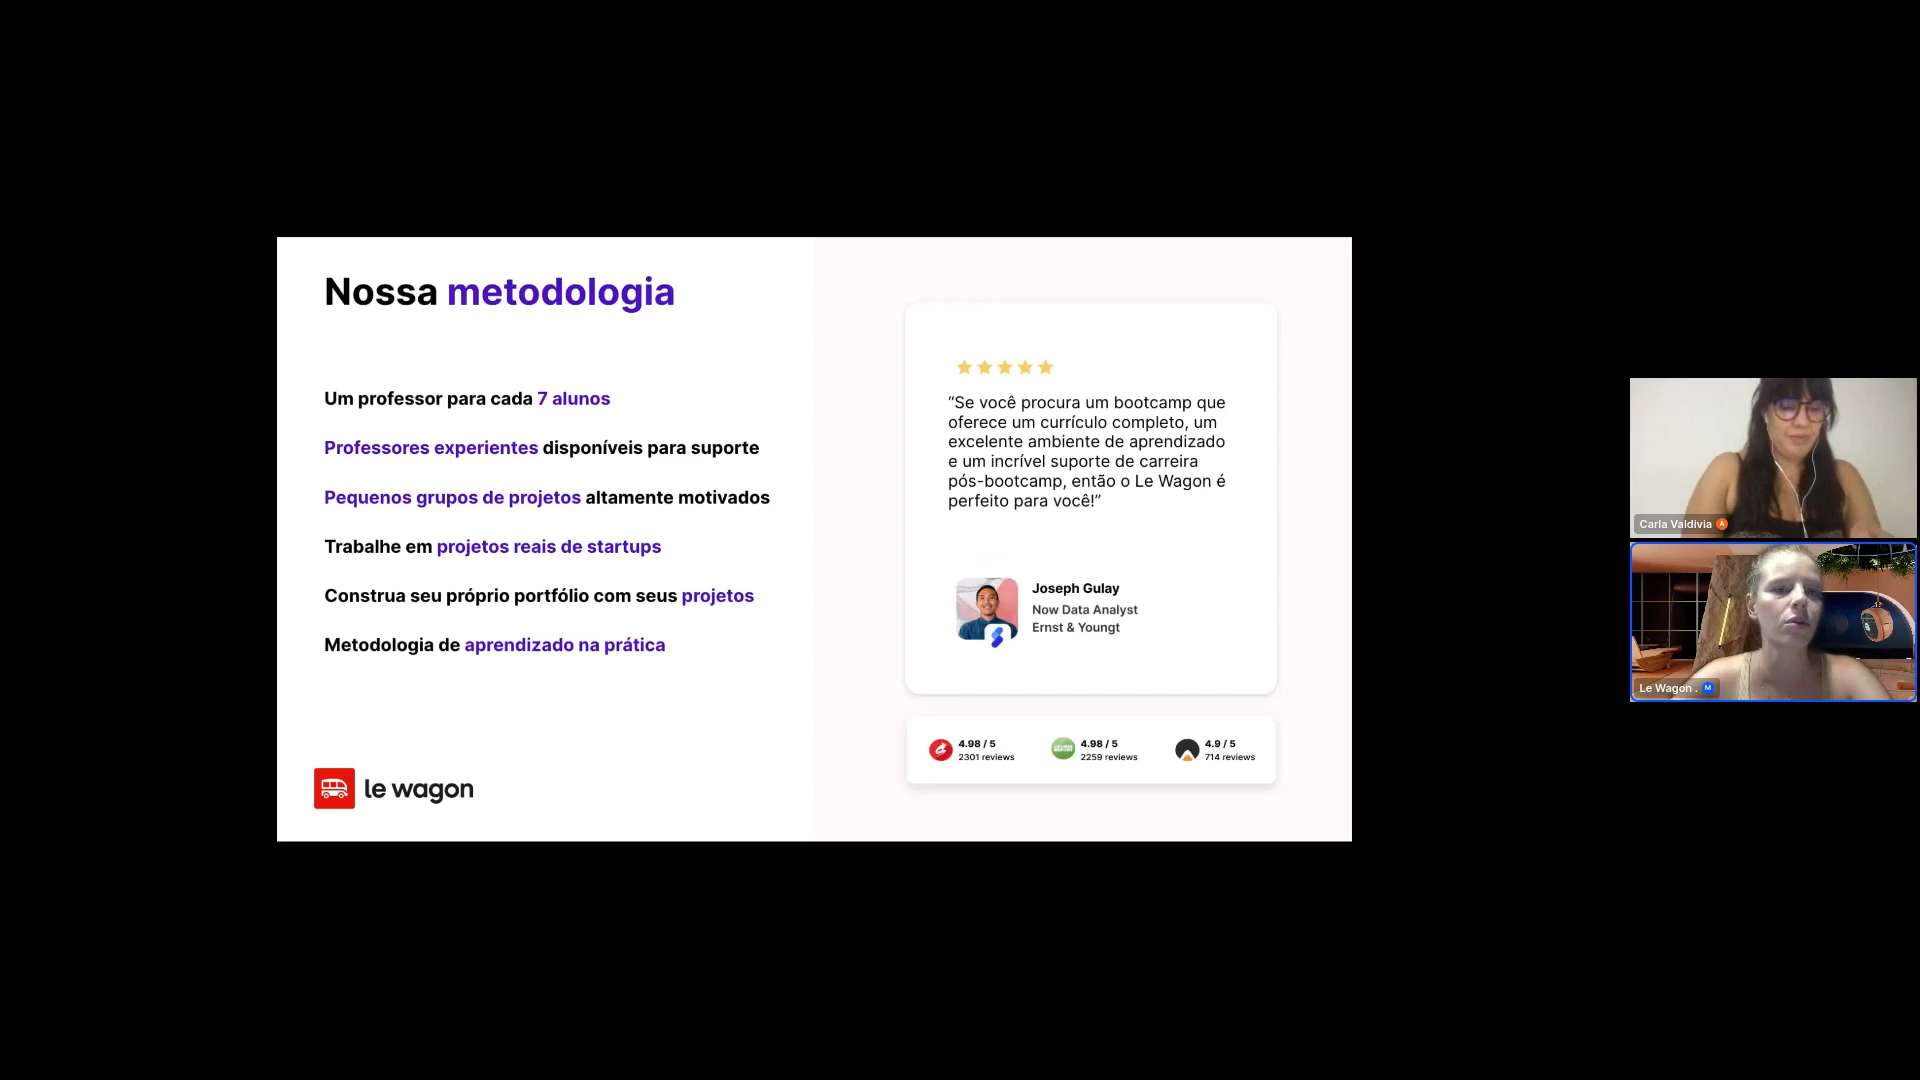 Nossa metodologia
Um professor para cada 7 alunos
Professores experientes disponíveis para suporte
Pequenos grupos de projetos altamente motivados
Trabalhe em projetos reais de startups
Construa seu próprio portfólio com seus projetos
Metodologia de aprendizado na prática
le wagon
“Se você procura um bootcamp que
oferece um currículo completo, um
excelente ambiente de aprendizado
e um incrível suporte de carreira
pós-bootcamp, então o Le Wagon é
perfeito para você!”
Joseph Gulay
Now Data Analyst
Ernst & Youngt
4.98 / 5
2301 reviews
4.98 / 5
2259 reviews
4.9 / 5
714 reviews
Carla Valdivia A
Le Wagon . M